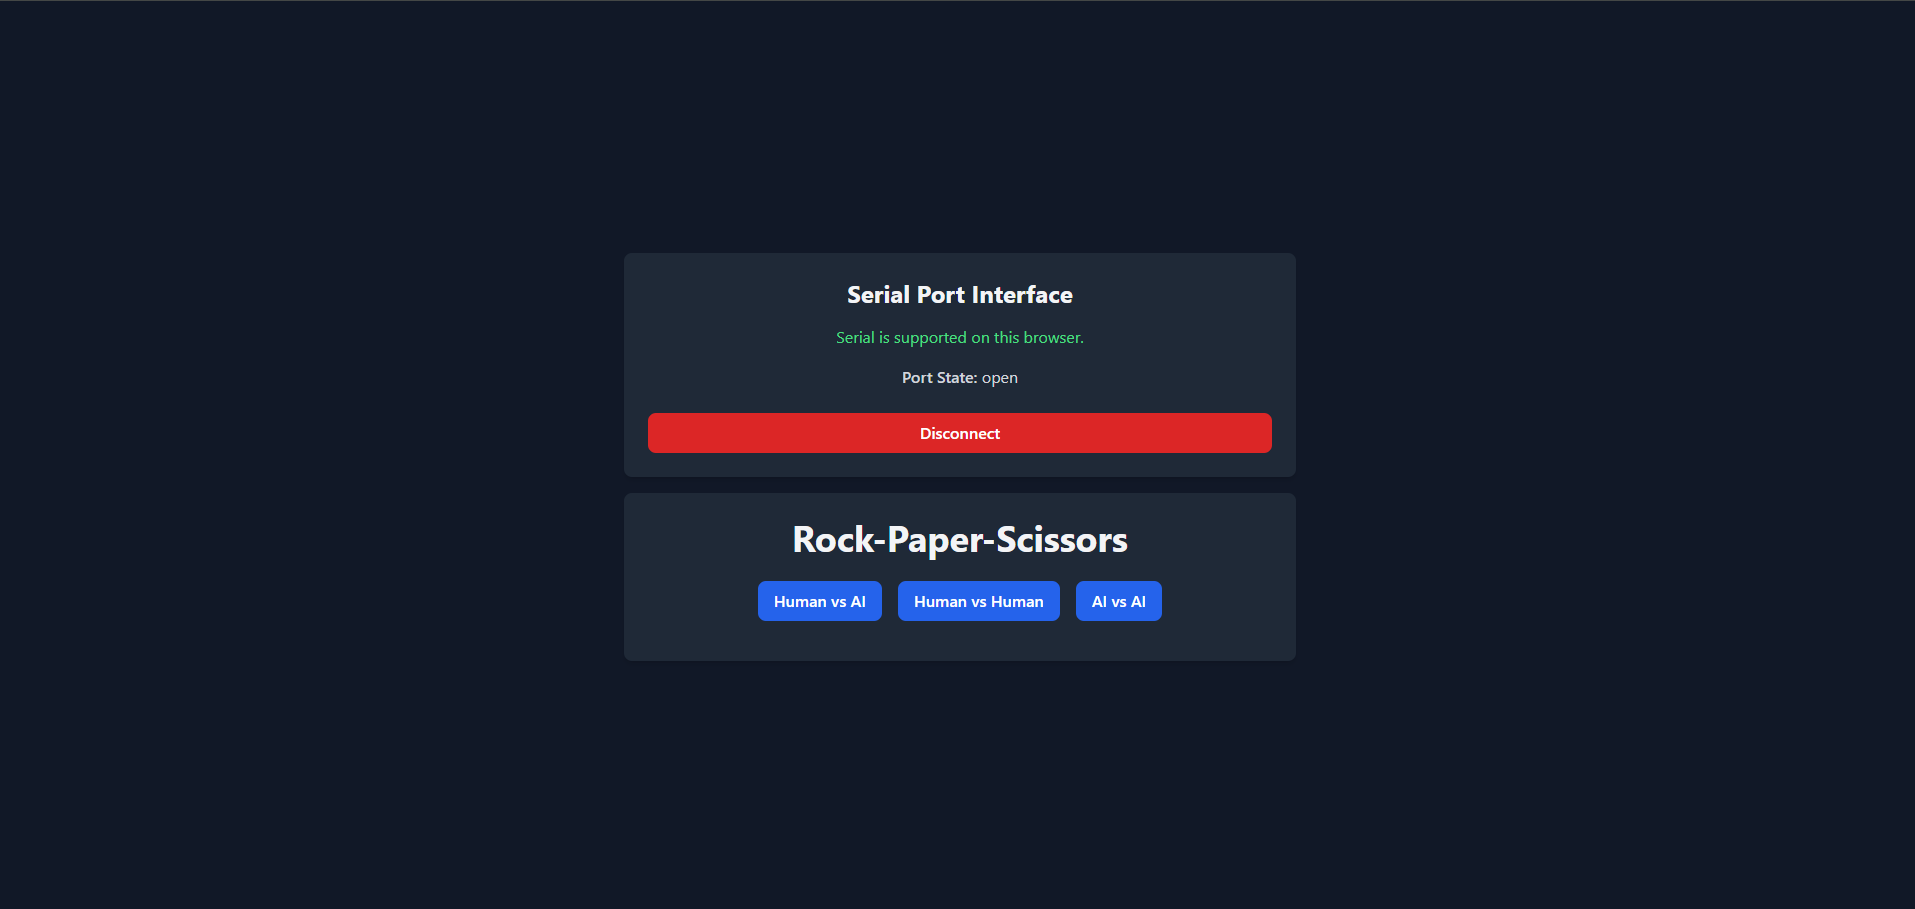 Serial Port Interface
Serial is supported on this browser.
Port State: open
Disconnect
Rock-Paper-Scissors
Human vs AI
Human vs Human
AI vs AI